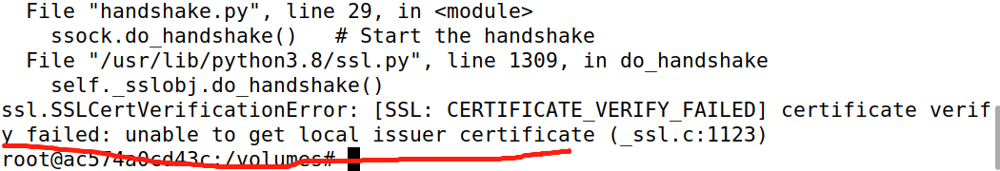 File "handshake.py", line 29, in <module>
ssock.do_handshake()   # Start the handshake
File "/usr/lib/python3.8/ssl.py", line 1309, in do_handshake
self._sslobj.do_handshake()
ssl.SSLCertVerificationError: [SSL: CERTIFICATE_VERIFY_FAILED] certificate verif
y failed: unable to get local issuer certificate (_ssl.c:1123)
root@ac574a0cd43c:/volumes#